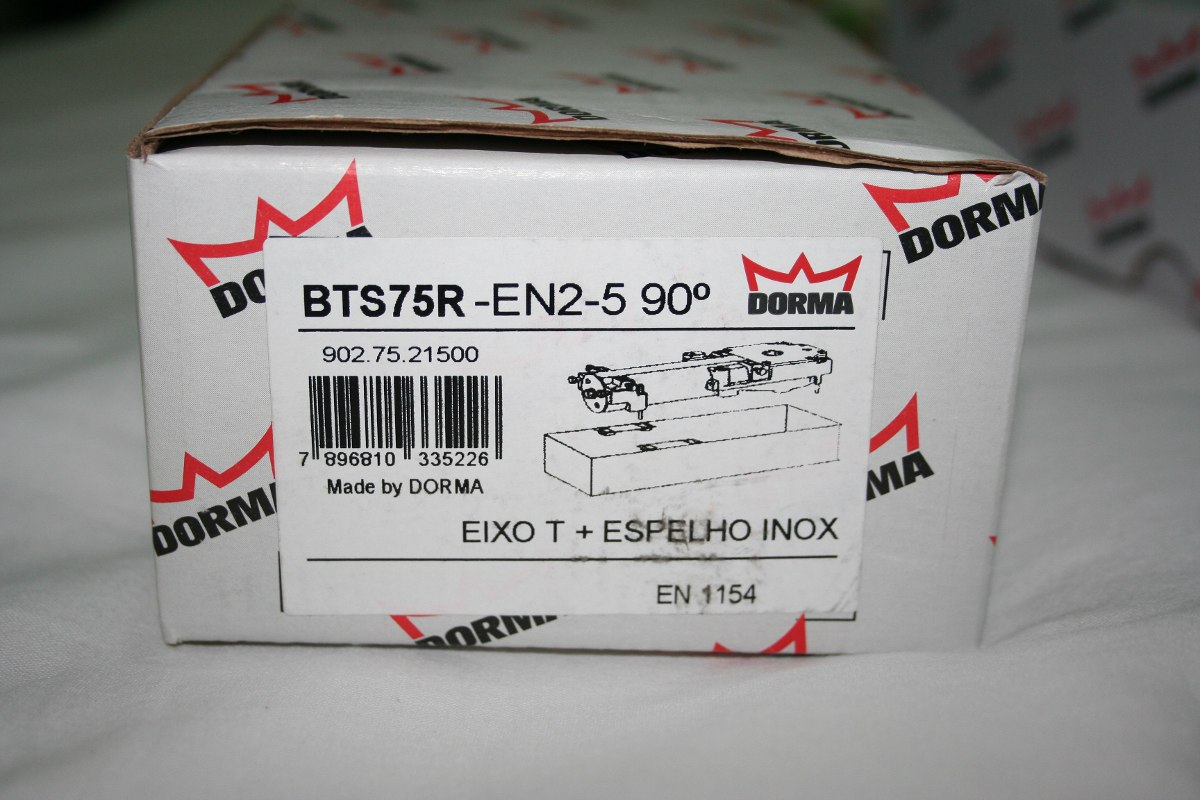 DORMA
DORMA
BTS75R -EN2-5 90º
DORMA
902.75.21500
7 896810 335226
Made by DORMA
EIXO T + ESPELHO INOX
EN 1154
DORMA
DORMA
DORMA